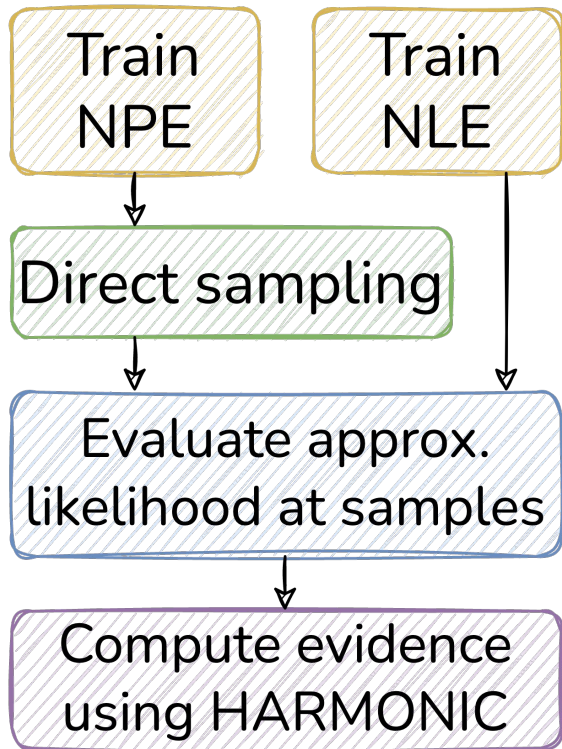 Train
NPE
Train
NLE
Direct sampling
Evaluate approx.
likelihood at samples
Compute evidence
using HARMONIC